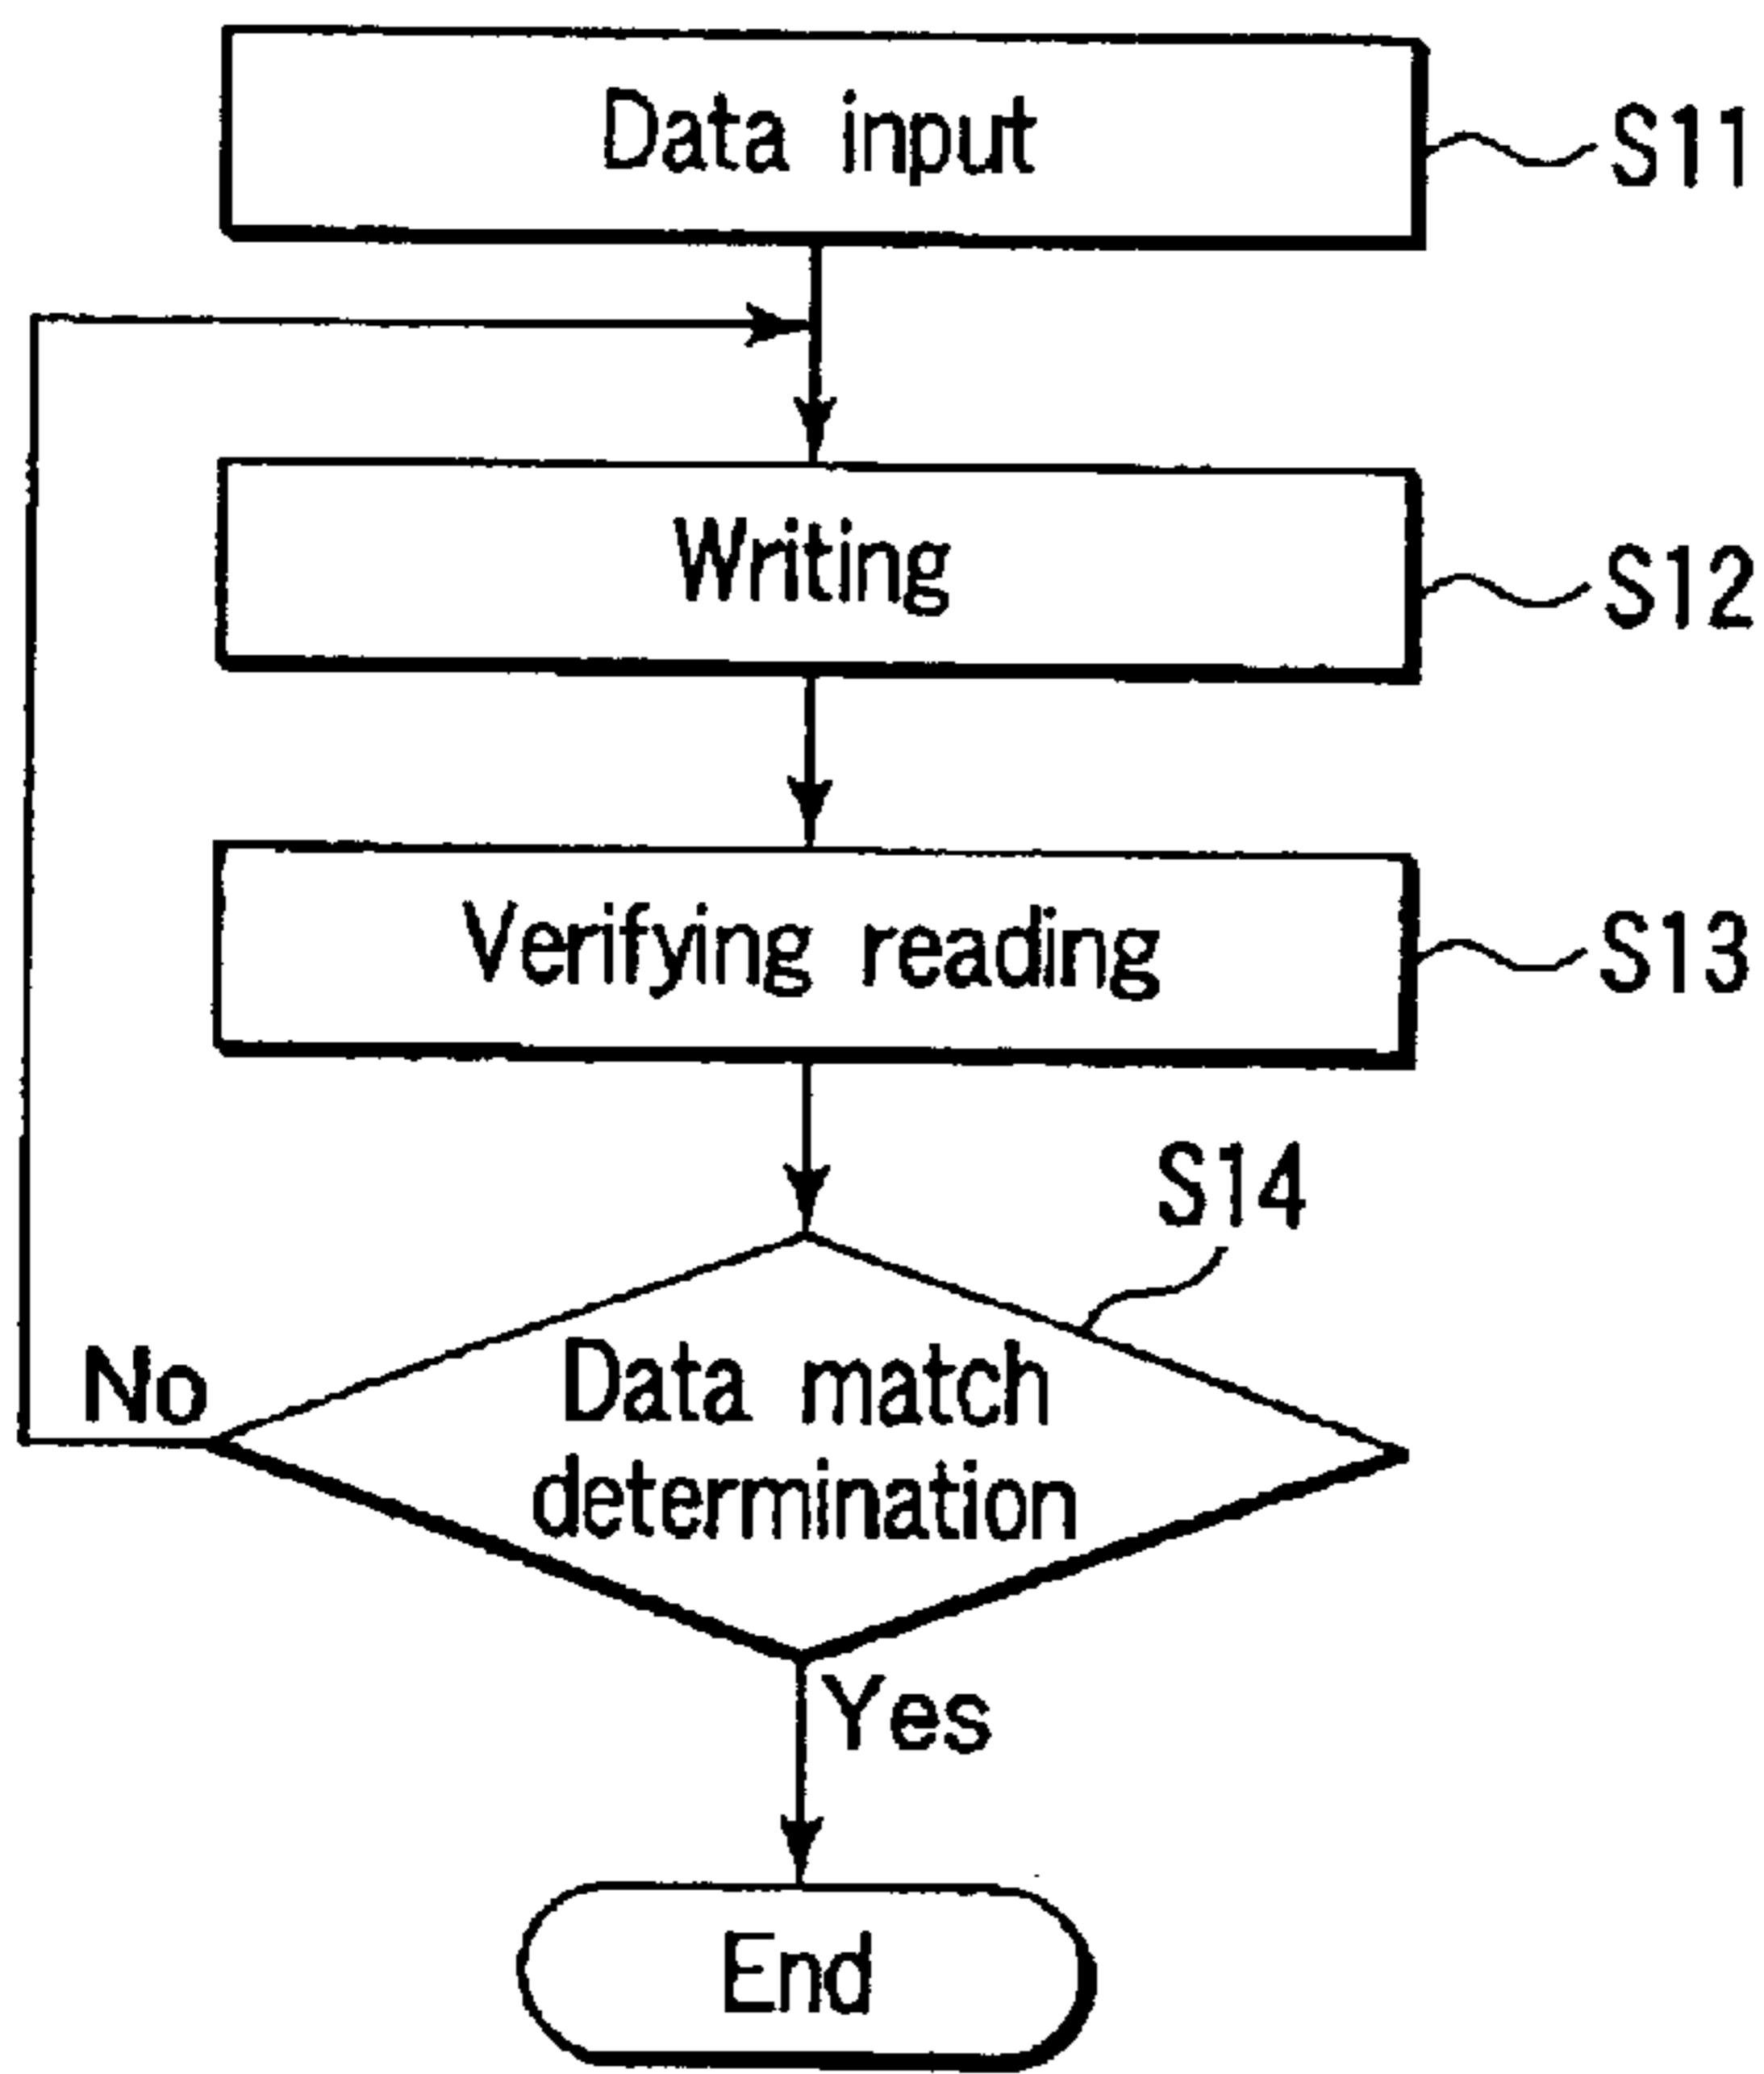 Data input
S11
Writing
S12
Verifying reading
S13
S14
Data match
determination
No
Yes
End